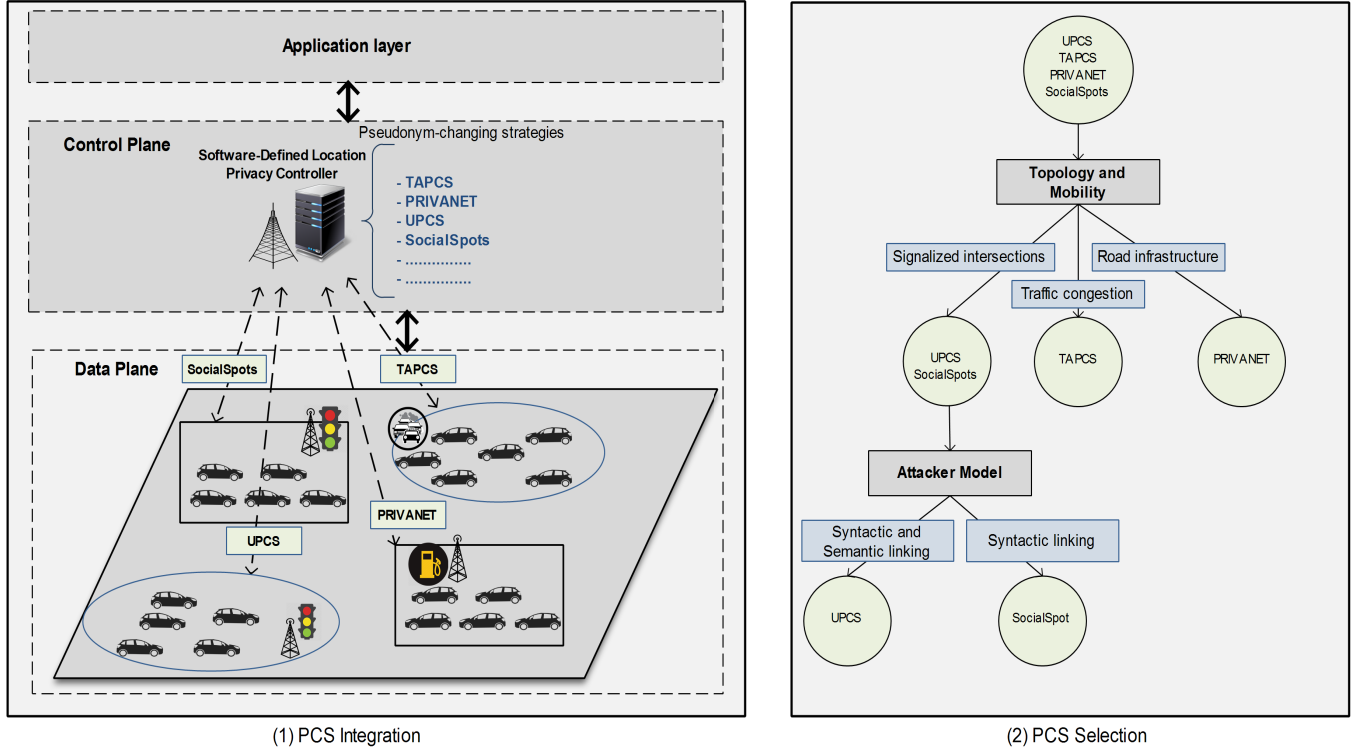 Application layer
Control Plane
Pseudonym-changing strategies
Software-Defined Location
Privacy Controller
- TAPCS
- PRIVANET
- UPCS
- SocialSpots
- ...............
- ...............
Data Plane
SocialSpots
TAPCS
PRIVANET
UPCS
(1) PCS Integration
UPCS
TAPCS
PRIVANET
SocialSpots
Topology and
Mobility
Signalized intersections
Road infrastructure
Traffic congestion
UPCS
SocialSpots
TAPCS
PRIVANET
Attacker Model
Syntactic and
Semantic linking
Syntactic linking
UPCS
SocialSpot
(2) PCS Selection